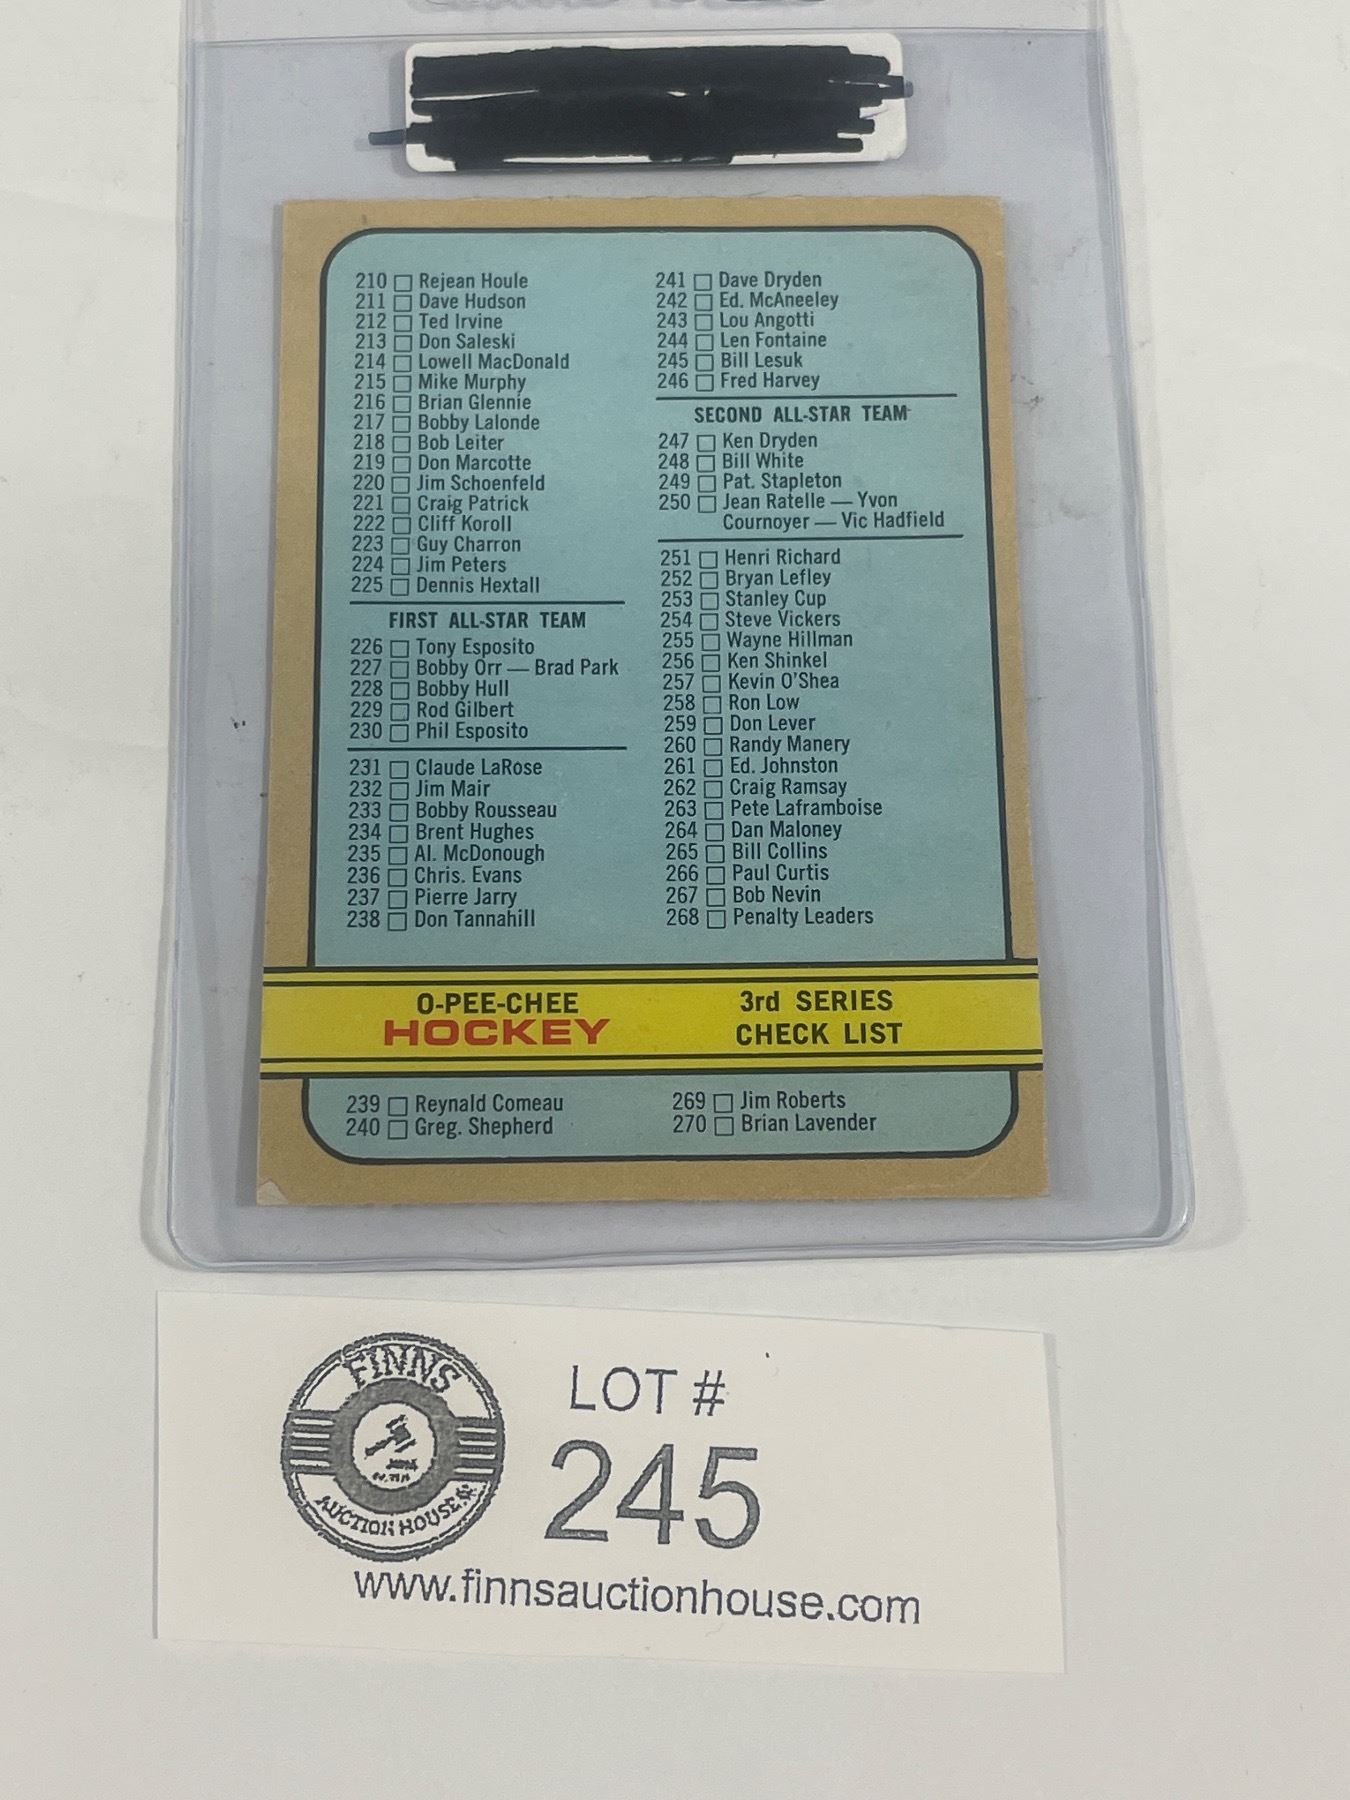 210 Rejean Houle
211 Dave Hudson
212 Ted Irvine
213 Don Saleski
214 Lowell MacDonald
215 Mike Murphy
216 Brian Glennie
217 Bobby Lalonde
218 Bob Leiter
219 Don Marcotte
220 Jim Schoenfeld
221 Craig Patrick
222 Cliff Koroll
223 Guy Charron
224 Jim Peters
225 Dennis Hextall
FIRST ALL-STAR TEAM
226 Tony Esposito
227 Bobby Orr — Brad Park
228 Bobby Hull
229 Rod Gilbert
230 Phil Esposito
231 Claude LaRose
232 Jim Mair
233 Bobby Rousseau
234 Brent Hughes
235 Al. McDonough
236 Chris. Evans
237 Pierre Jarry
238 Don Tannahill
241 Dave Dryden
242 Ed. McAneeley
243 Lou Angotti
244 Len Fontaine
245 Bill Lesuk
246 Fred Harvey
SECOND ALL-STAR TEAM
247 Ken Dryden
248 Bill White
249 Pat. Stapleton
250 Jean Ratelle — Yvon
Cournoyer — Vic Hadfield
251 Henri Richard
252 Bryan Lefley
253 Stanley Cup
254 Steve Vickers
255 Wayne Hillman
256 Ken Shinkel
257 Kevin O'Shea
258 Ron Low
259 Don Lever
260 Randy Manery
261 Ed. Johnston
262 Craig Ramsay
263 Pete Laframboise
264 Dan Maloney
265 Bill Collins
266 Paul Curtis
267 Bob Nevin
268 Penalty Leaders
O-PEE-CHEE
HOCKEY
3rd SERIES
CHECK LIST
239 Reynald Comeau
240 Greg. Shepherd
269 Jim Roberts
270 Brian Lavender
FINNS
AUCTION HOUSE
LOT #
245
www.finnsauctionhouse.com